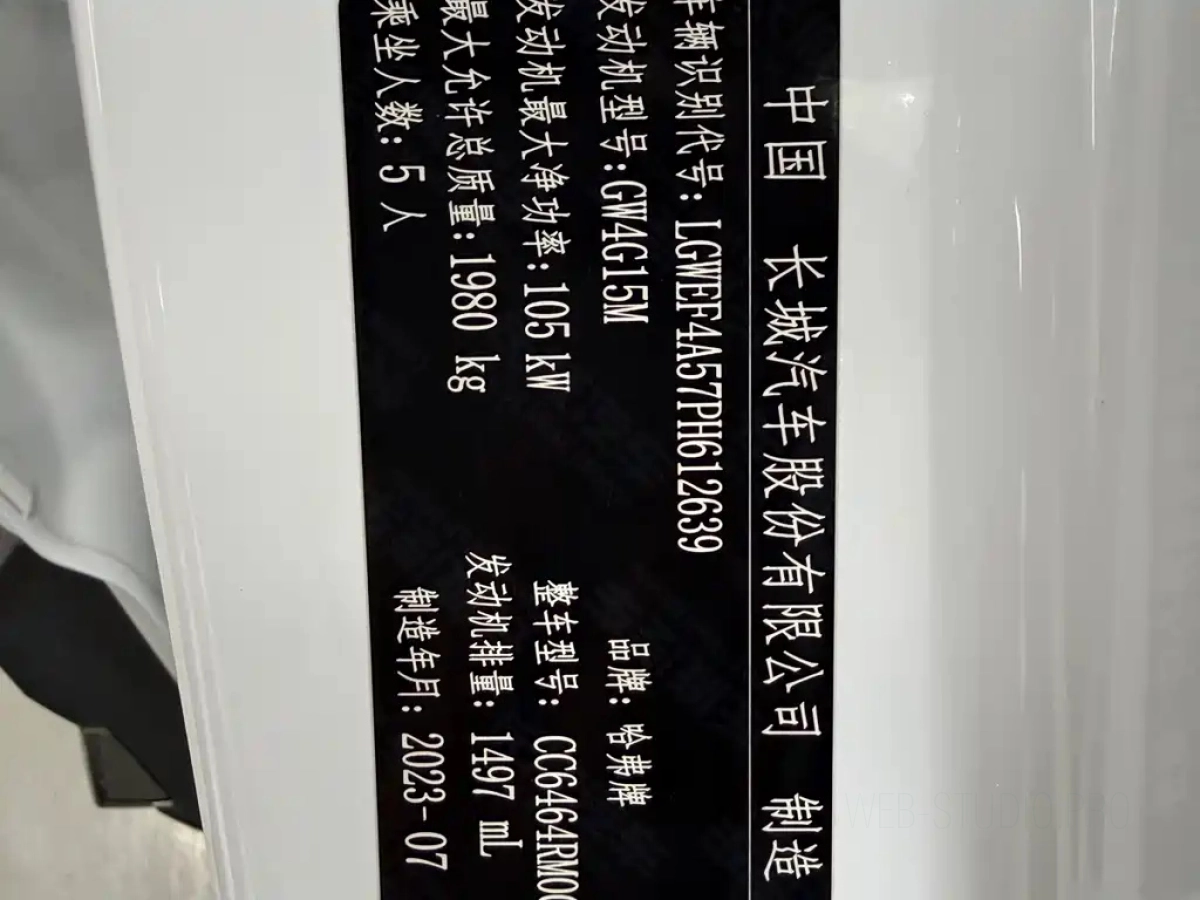 中国 长城汽车股份有限公司 制造
车辆识别代号: LGWEF4A57PH612639
发动机型号:GW4G15M 品牌: 哈弗牌
发动机最大净功率:105 kW 整车型号: CC6464RM00
最大允许总质量:1980 kg 发动机排量: 1497 mL
乘坐人数: 5 人 制造年月: 2023-07